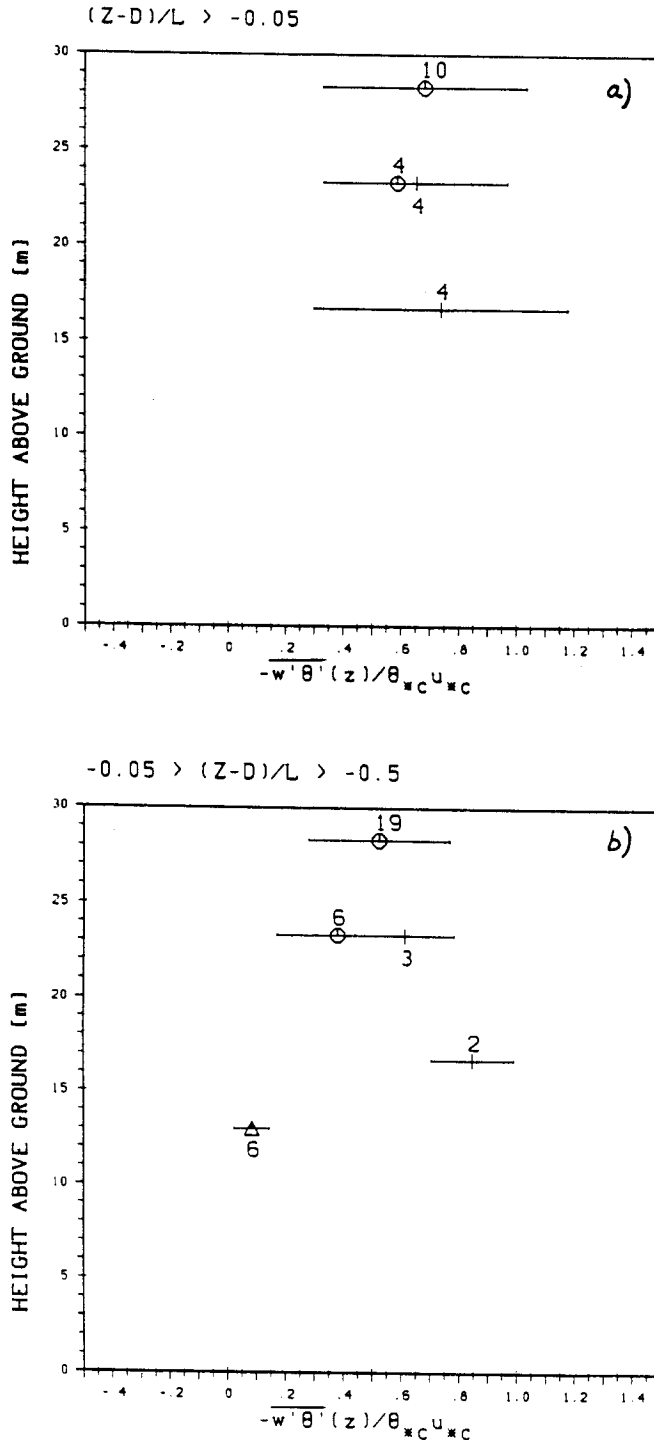 (Z-D)/L > -0.05
30
10
a)
25
4
4
20
4
15
10
5
0
HEIGHT ABOVE GROUND [m]
-.4 -.2 0 .2 .4 .6 .8 1.0 1.2 1.4
-w'θ'(z)/θ*c u*c
-0.05 > (Z-D)/L > -0.5
30
19
b)
25
6
3
20
2
15
6
10
5
0
HEIGHT ABOVE GROUND [m]
-.4 -.2 0 .2 .4 .6 .8 1.0 1.2 1.4
-w'θ'(z)/θ*c u*c